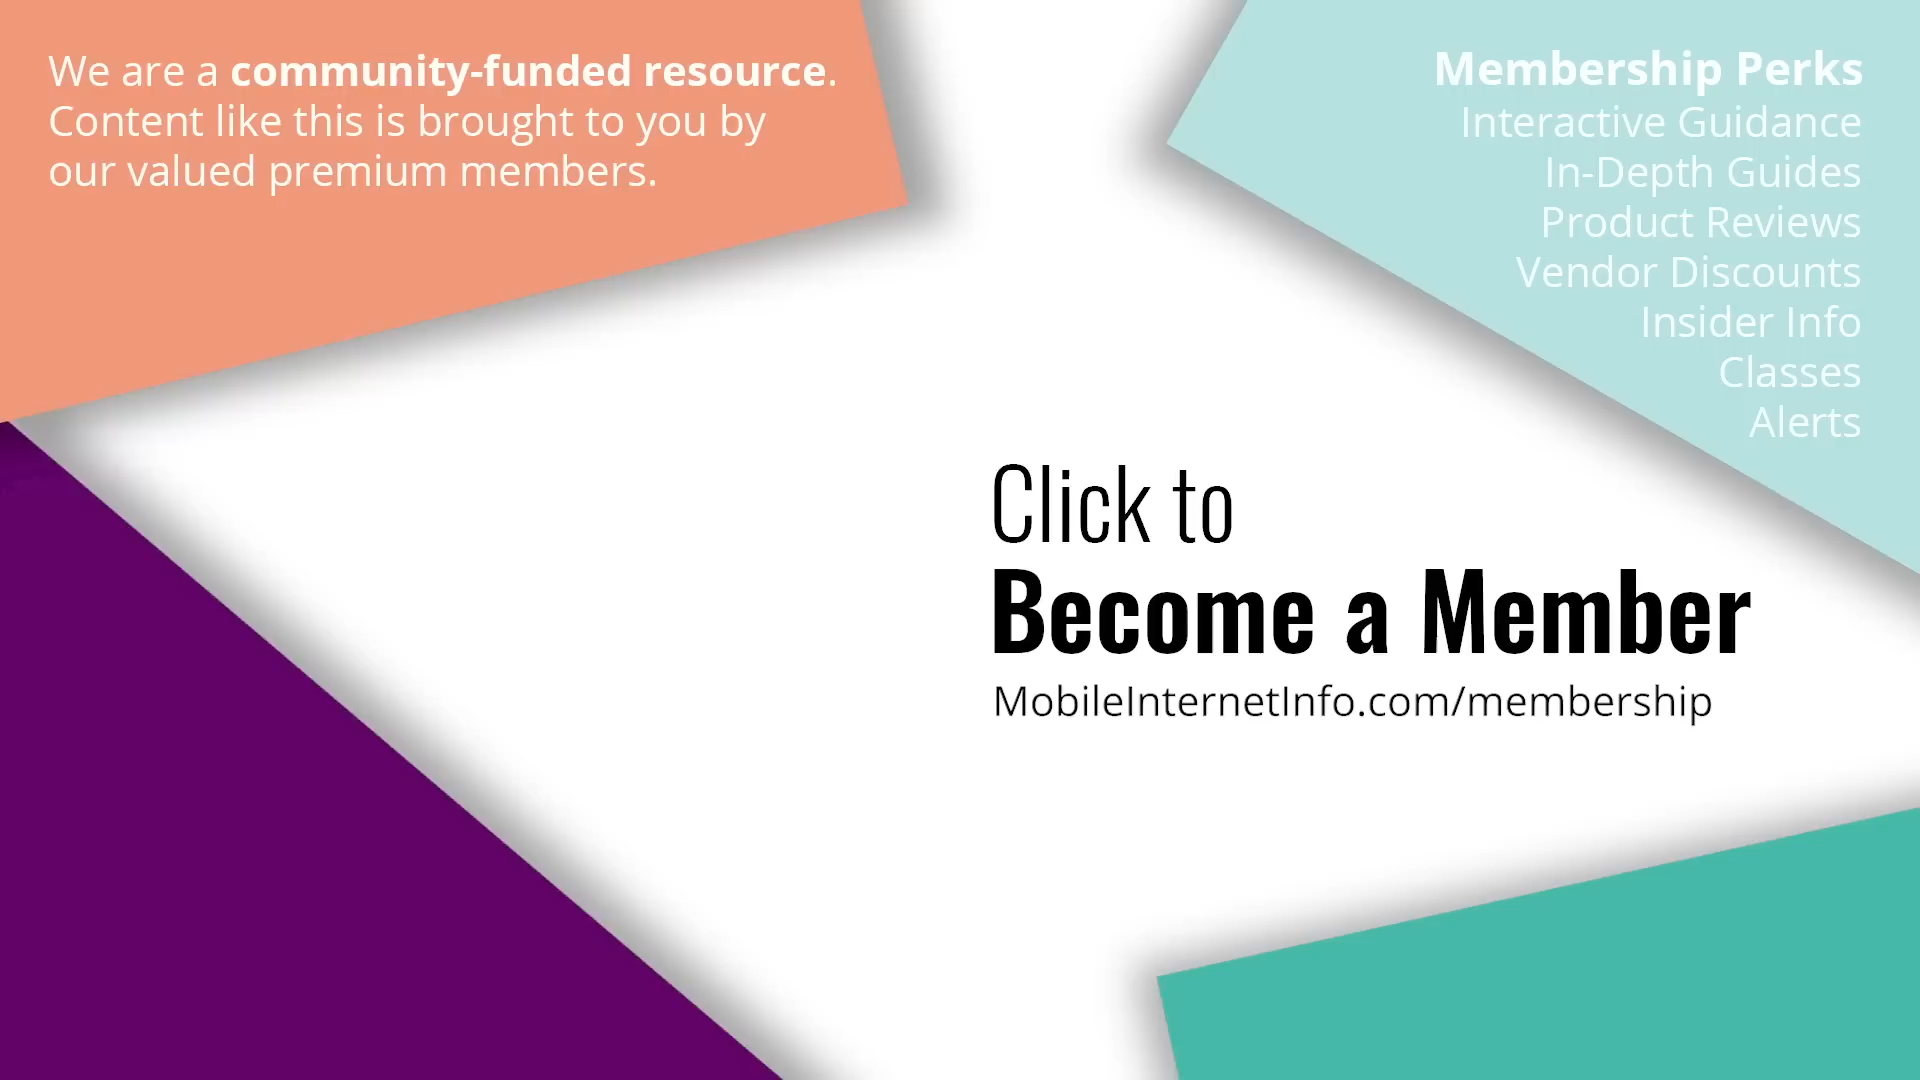 We are a community-funded resource.
Content like this is brought to you by
our valued premium members.
Membership Perks
Interactive Guidance
In-Depth Guides
Product Reviews
Vendor Discounts
Insider Info
Classes
Alerts
Click to
Become a Member
MobileInternetInfo.com/membership